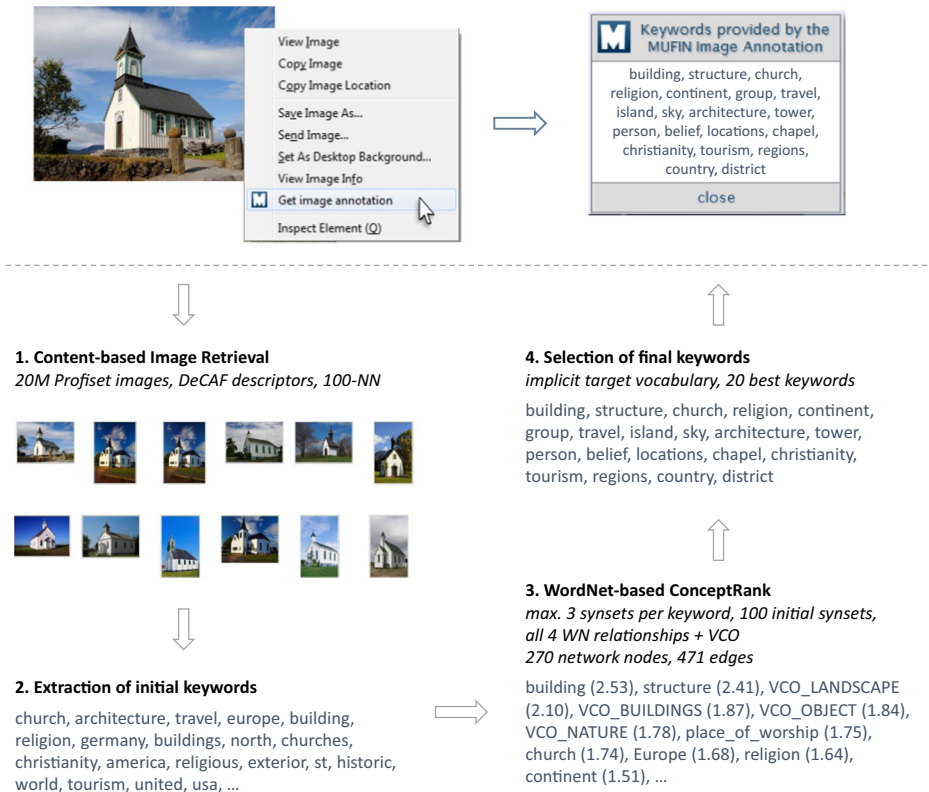 View Image
Copy Image
Copy Image Location
Save Image As...
Send Image...
Set As Desktop Background...
View Image Info
M Get image annotation
Inspect Element (Q)
M
Keywords provided by the
MUFIN Image Annotation
building, structure, church,
religion, continent, group, travel,
island, sky, architecture, tower,
person, belief, locations, chapel,
christianity, tourism, regions,
country, district
close
1. Content-based Image Retrieval
20M Profiset images, DeCAF descriptors, 100-NN
2. Extraction of initial keywords
church, architecture, travel, europe, building,
religion, germany, buildings, north, churches,
christianity, america, religious, exterior, st, historic,
world, tourism, united, usa, ...
3. WordNet-based ConceptRank
max. 3 synsets per keyword, 100 initial synsets,
all 4 WN relationships + VCO
270 network nodes, 471 edges
building (2.53), structure (2.41), VCO_LANDSCAPE
(2.10), VCO_BUILDINGS (1.87), VCO_OBJECT (1.84),
VCO_NATURE (1.78), place_of_worship (1.75),
church (1.74), Europe (1.68), religion (1.64),
continent (1.51), ...
4. Selection of final keywords
implicit target vocabulary, 20 best keywords
building, structure, church, religion, continent,
group, travel, island, sky, architecture, tower,
person, belief, locations, chapel, christianity,
tourism, regions, country, district